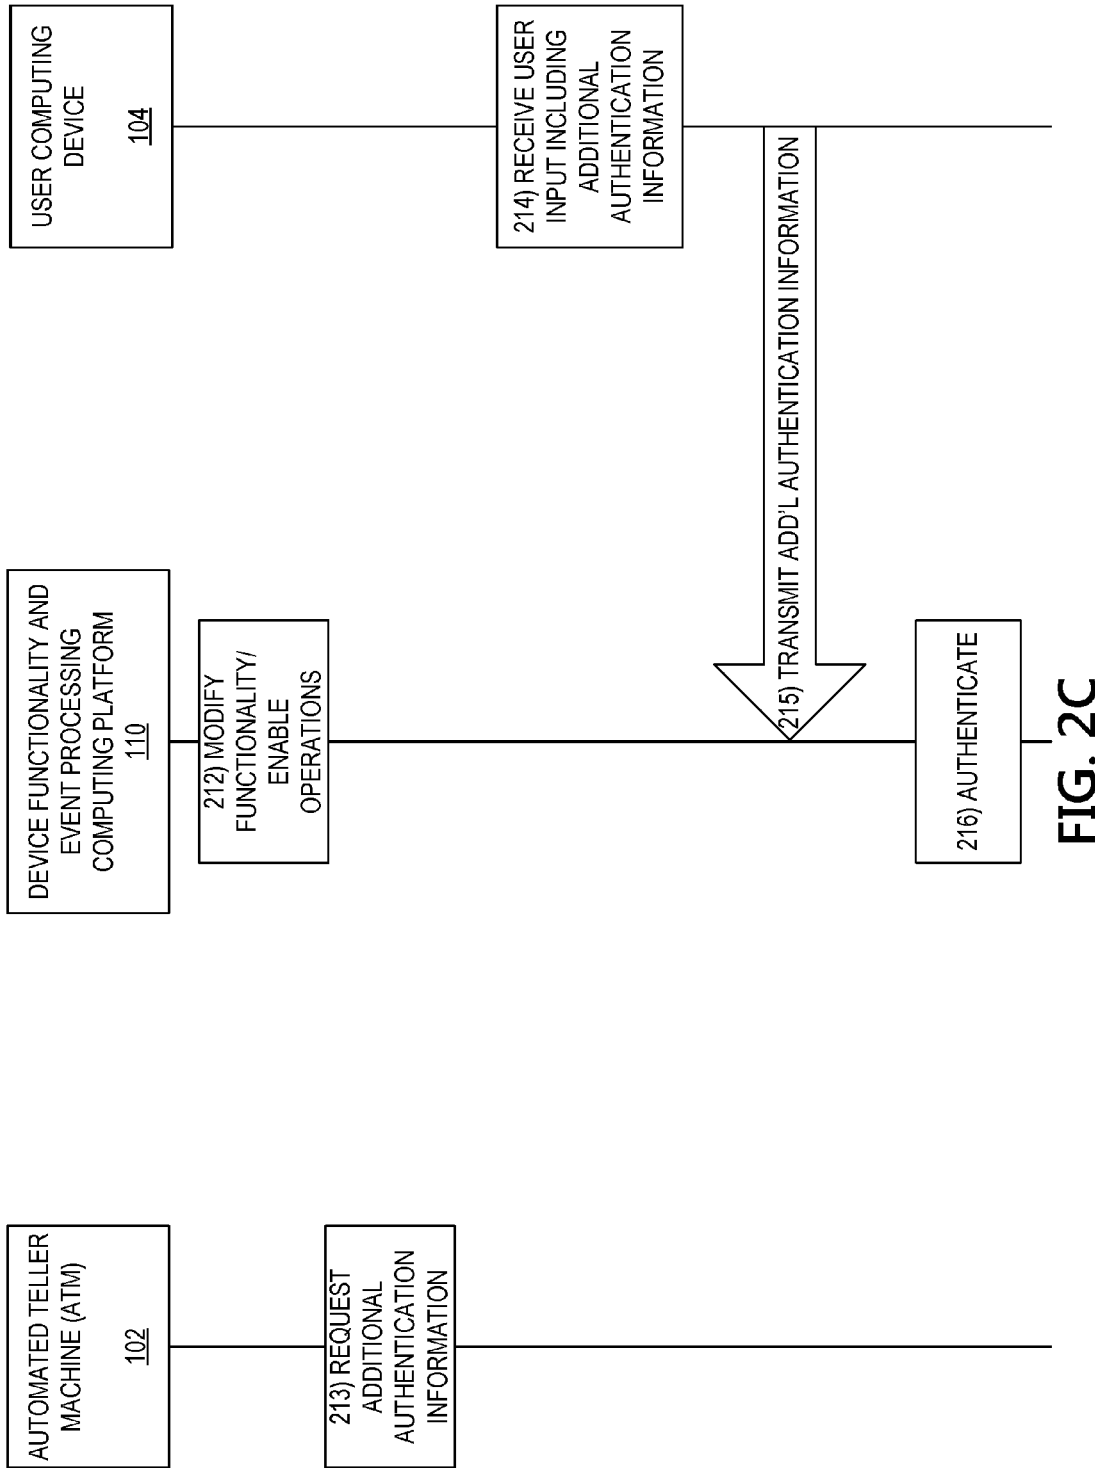 AUTOMATED TELLER
MACHINE (ATM)
102
DEVICE FUNCTIONALITY AND
EVENT PROCESSING
COMPUTING PLATFORM
110
USER COMPUTING
DEVICE
104
212) MODIFY
FUNCTIONALITY/
ENABLE
OPERATIONS
213) REQUEST
ADDITIONAL
AUTHENTICATION
INFORMATION
214) RECEIVE USER
INPUT INCLUDING
ADDITIONAL
AUTHENTICATION
INFORMATION
215) TRANSMIT ADD'L AUTHENTICATION INFORMATION
216) AUTHENTICATE
FIG. 2C